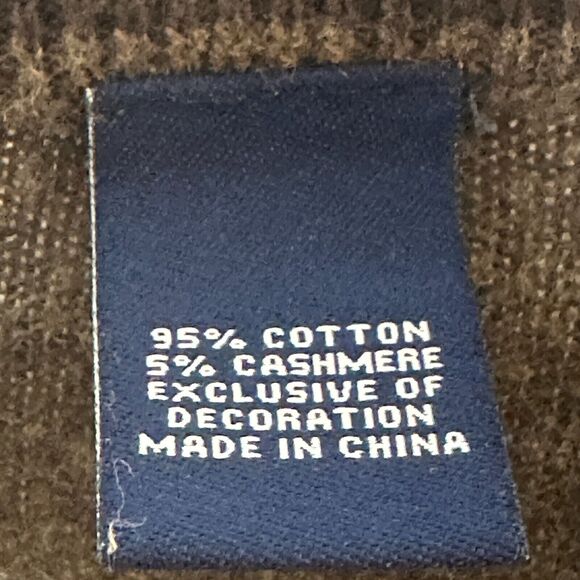 95% COTTON
5% CASHMERE
EXCLUSIVE OF
DECORATION
MADE IN CHINA